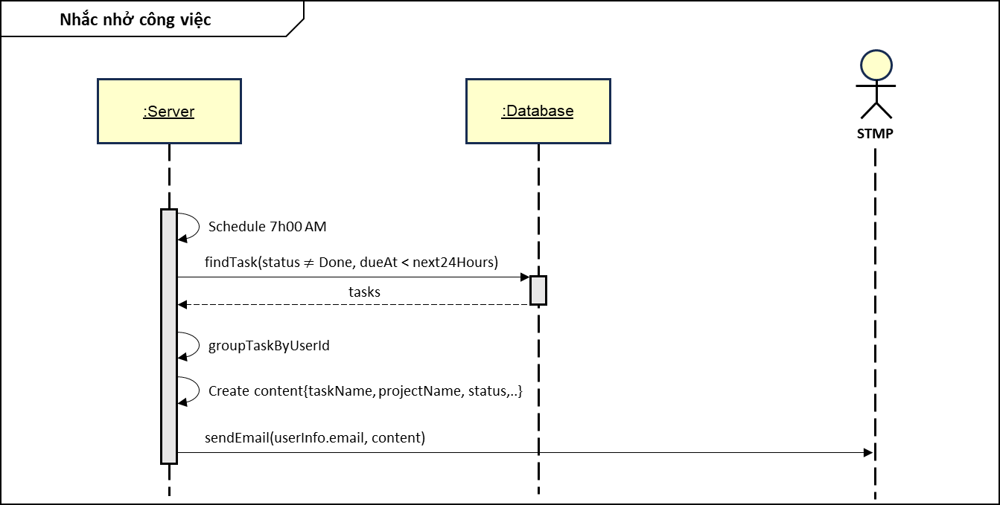 Nhắc nhở công việc
:Server
:Database
STMP
Schedule 7h00 AM
findTask(status ≠ Done, dueAt < next24Hours)
tasks
groupTaskByUserId
Create content{taskName, projectName, status,..}
sendEmail(userInfo.email, content)